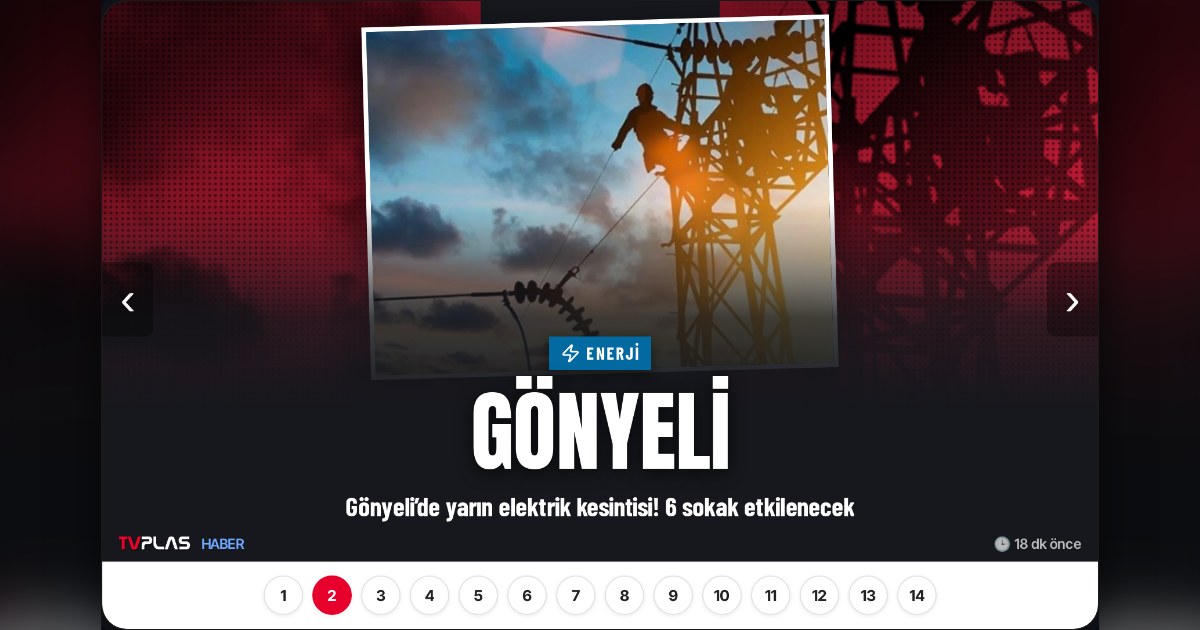 ‹
›
ENERJİ
GÖNYELİ
Gönyeli’de yarın elektrik kesintisi! 6 sokak etkilenecek
TVPLAS HABER
🕒 18 dk önce
1 2 3 4 5 6 7 8 9 10 11 12 13 14